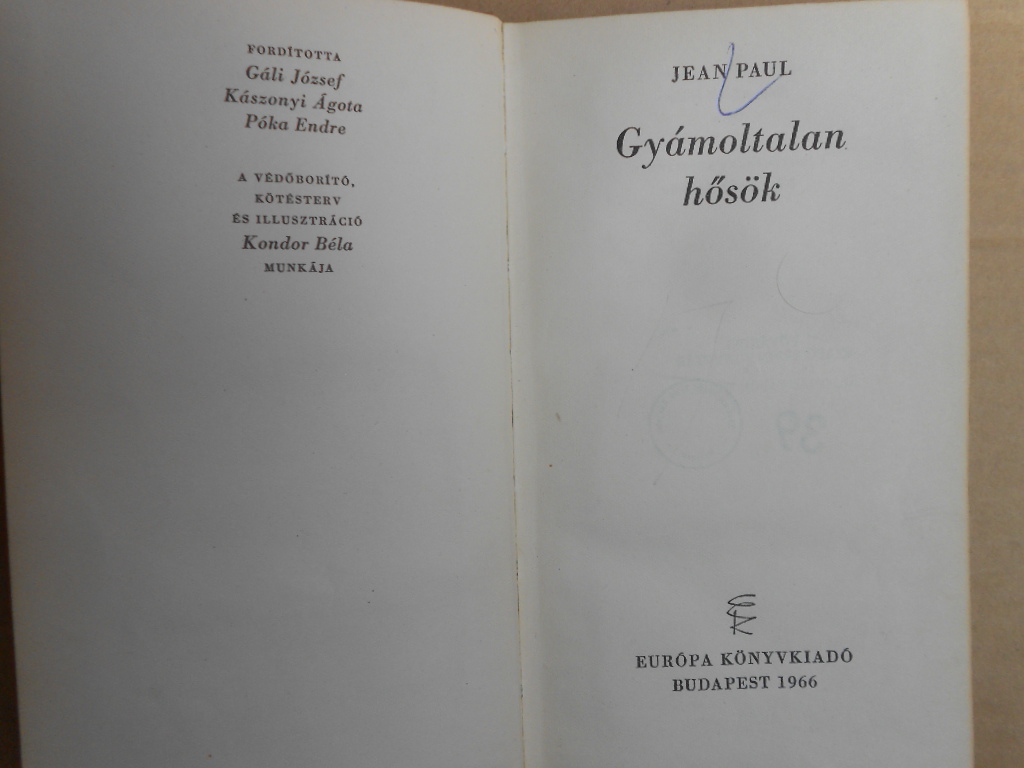 FORDÍTOTTA
Gáli József
Kászonyi Ágota
Póka Endre
A VÉDŐBORÍTÓ,
KÖTÉSTERV
ÉS ILLUSZTRÁCIÓ
Kondor Béla
MUNKÁJA
JEAN PAUL
Gyámoltalan
hősök
EURÓPA KÖNYVKIADÓ
BUDAPEST 1966